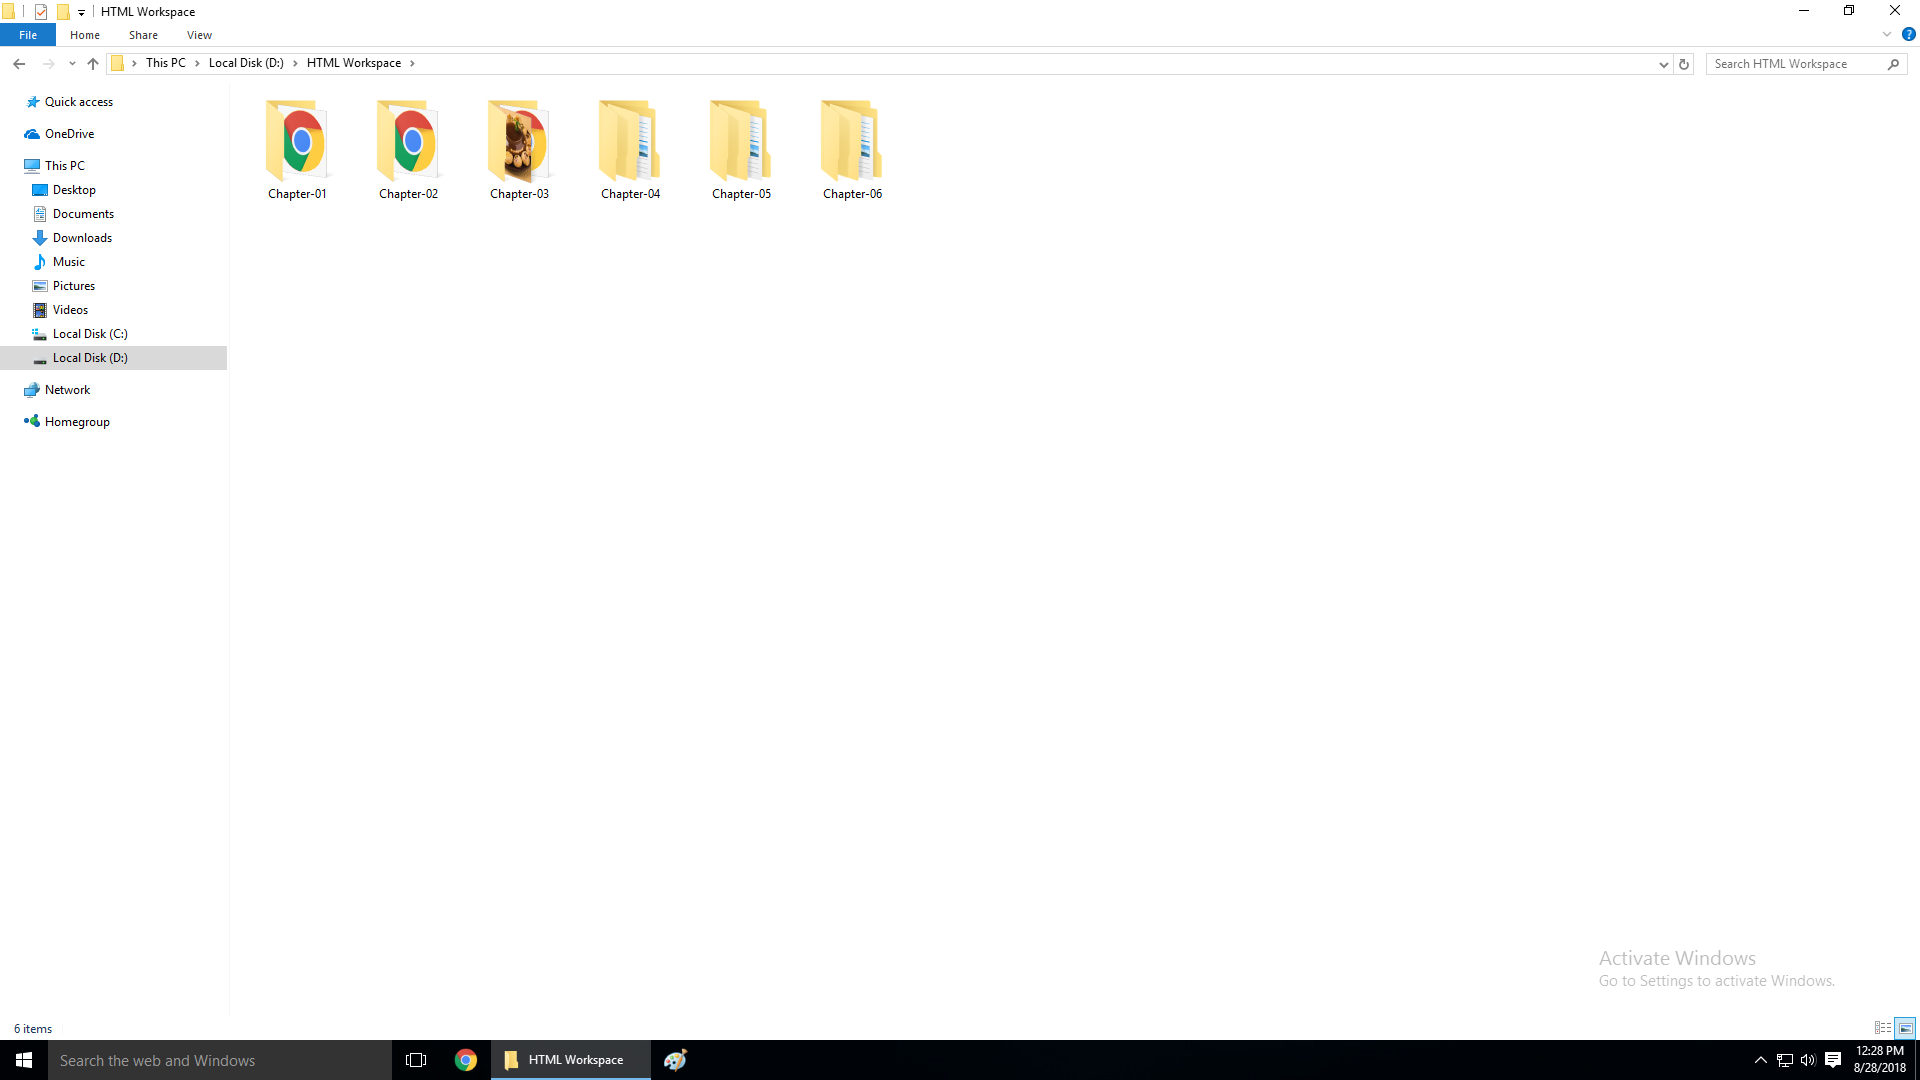 HTML Workspace
File Home Share View
This PC Local Disk (D:) HTML Workspace
Search HTML Workspace
Quick access
OneDrive
This PC
Desktop
Documents
Downloads
Music
Pictures
Videos
Local Disk (C:)
Local Disk (D:)
Network
Homegroup
Chapter-01 Chapter-02 Chapter-03 Chapter-04 Chapter-05 Chapter-06
Activate Windows
Go to Settings to activate Windows.
6 items
Search the web and Windows
HTML Workspace
12:28 PM
8/28/2018